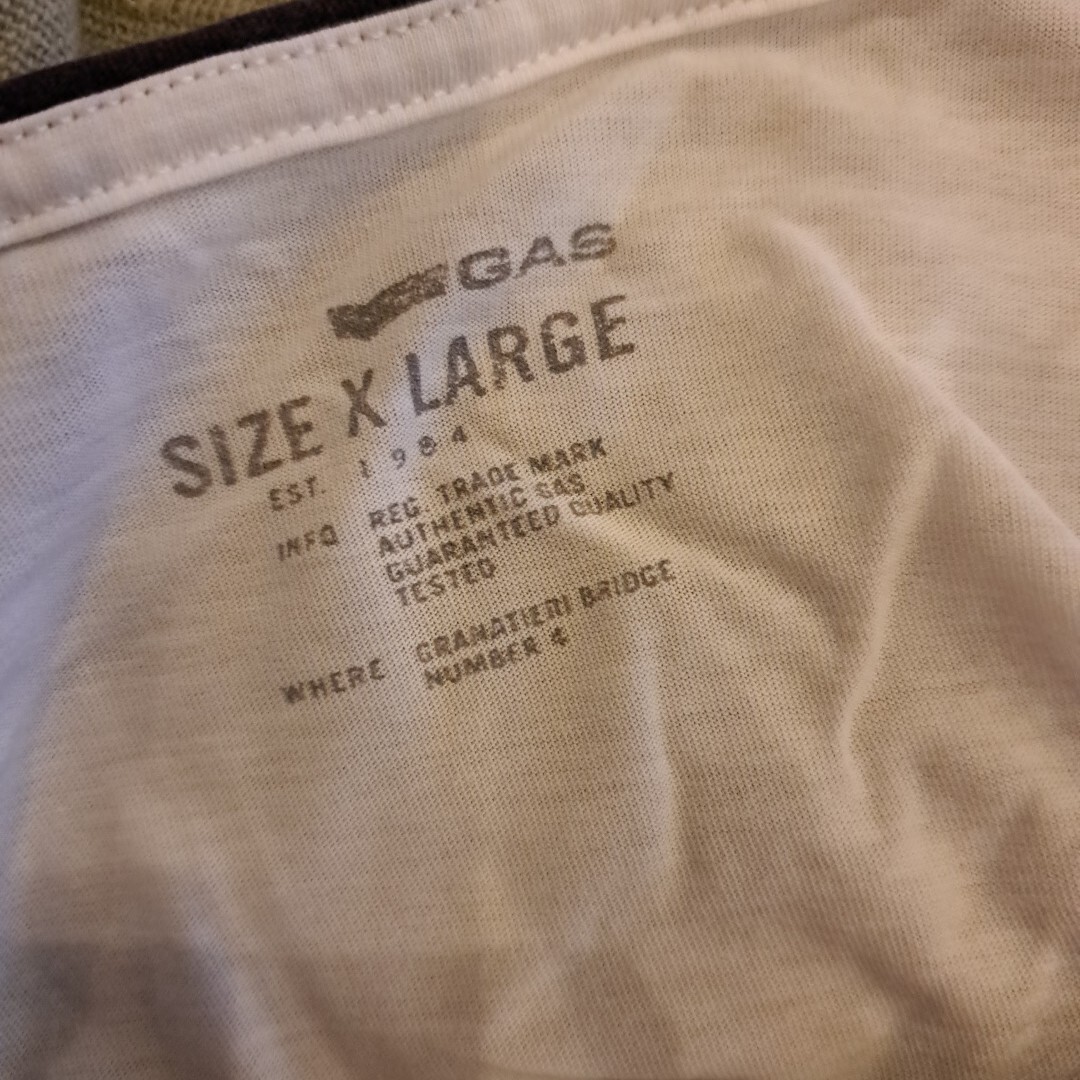 GAS
SIZE X LARGE
EST. 1984
INFO REG. TRADE MARK
AUTHENTIC GAS
GUARANTEED QUALITY
TESTED
WHERE GRANATIERI BRIDGE
NUMBER 4